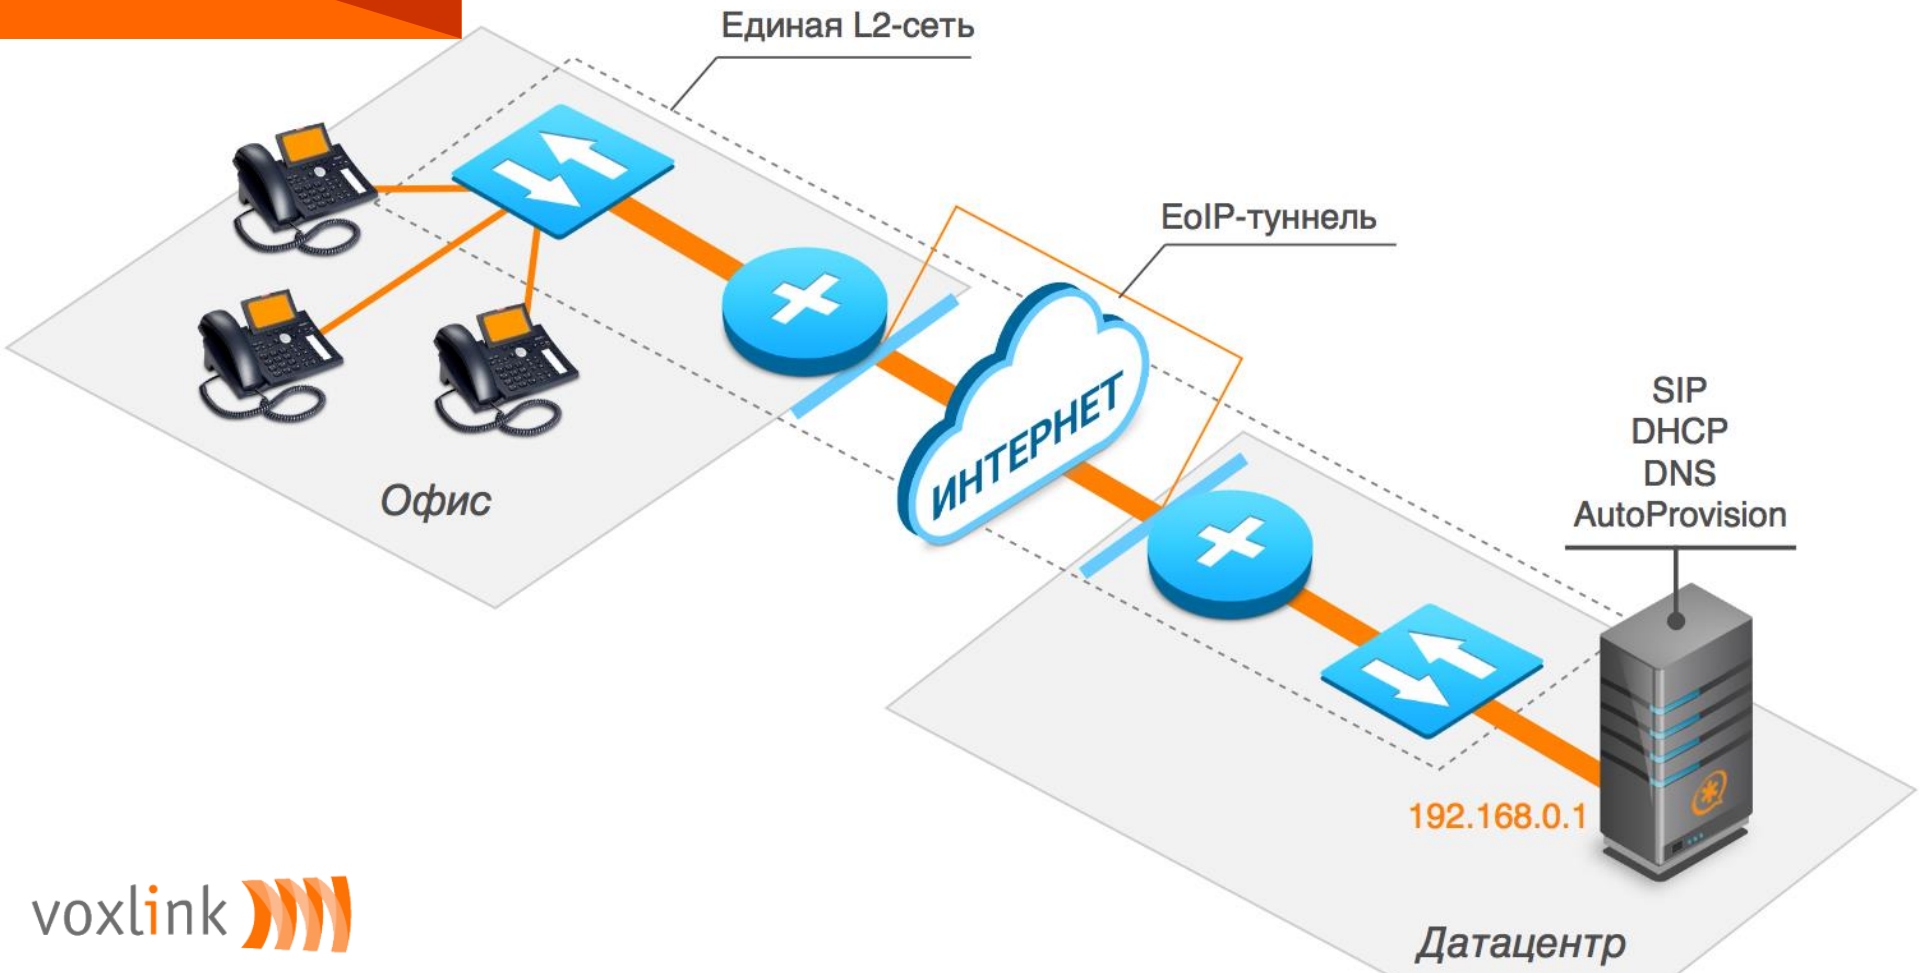 Единая L2-сеть
EoIP-туннель
ИНТЕРНЕТ
Офис
SIP
DHCP
DNS
AutoProvision
192.168.0.1
Датацентр
voxlink